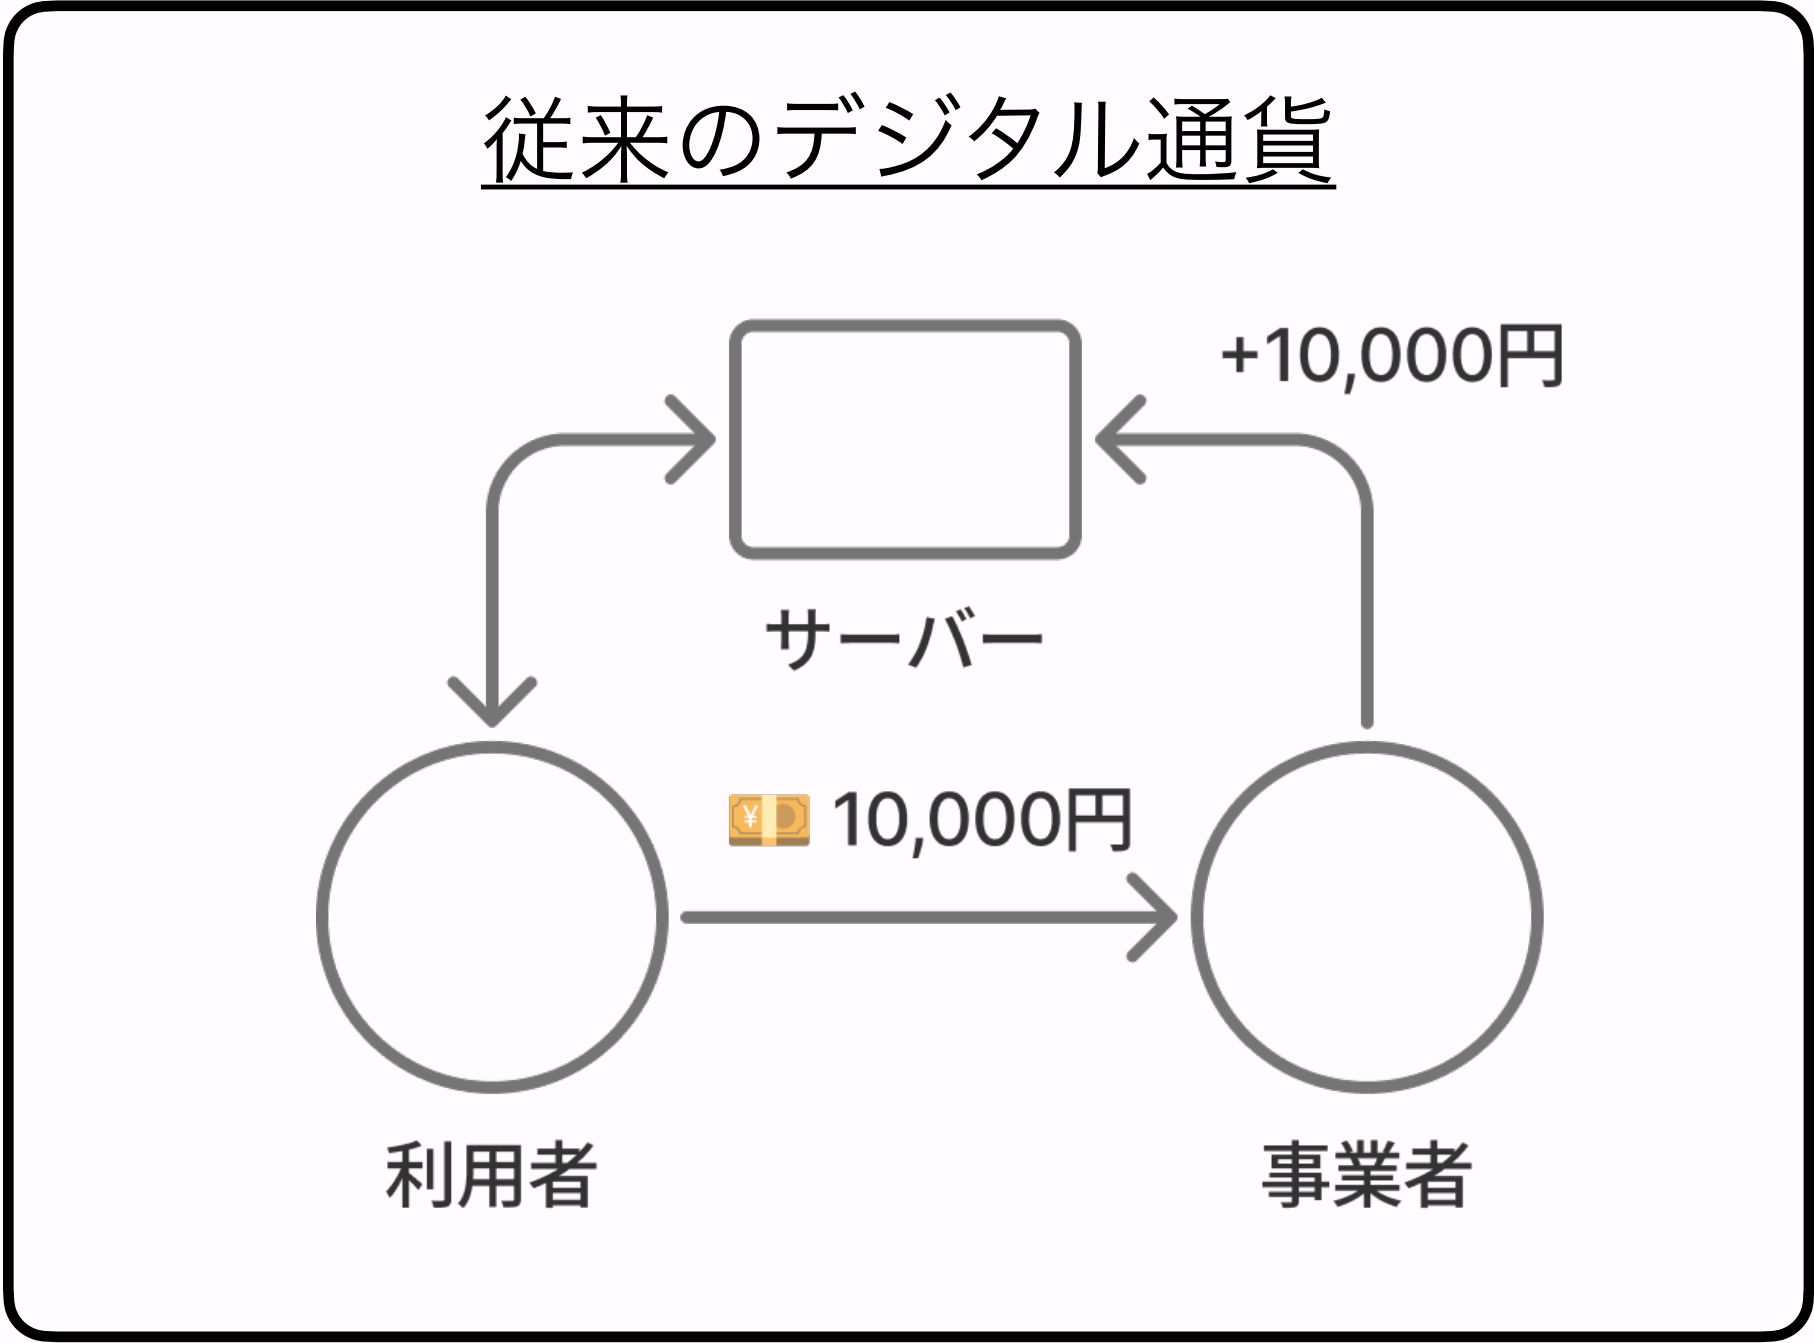 従来のデジタル通貨
+10,000円
サーバー
💴 10,000円
利用者
事業者